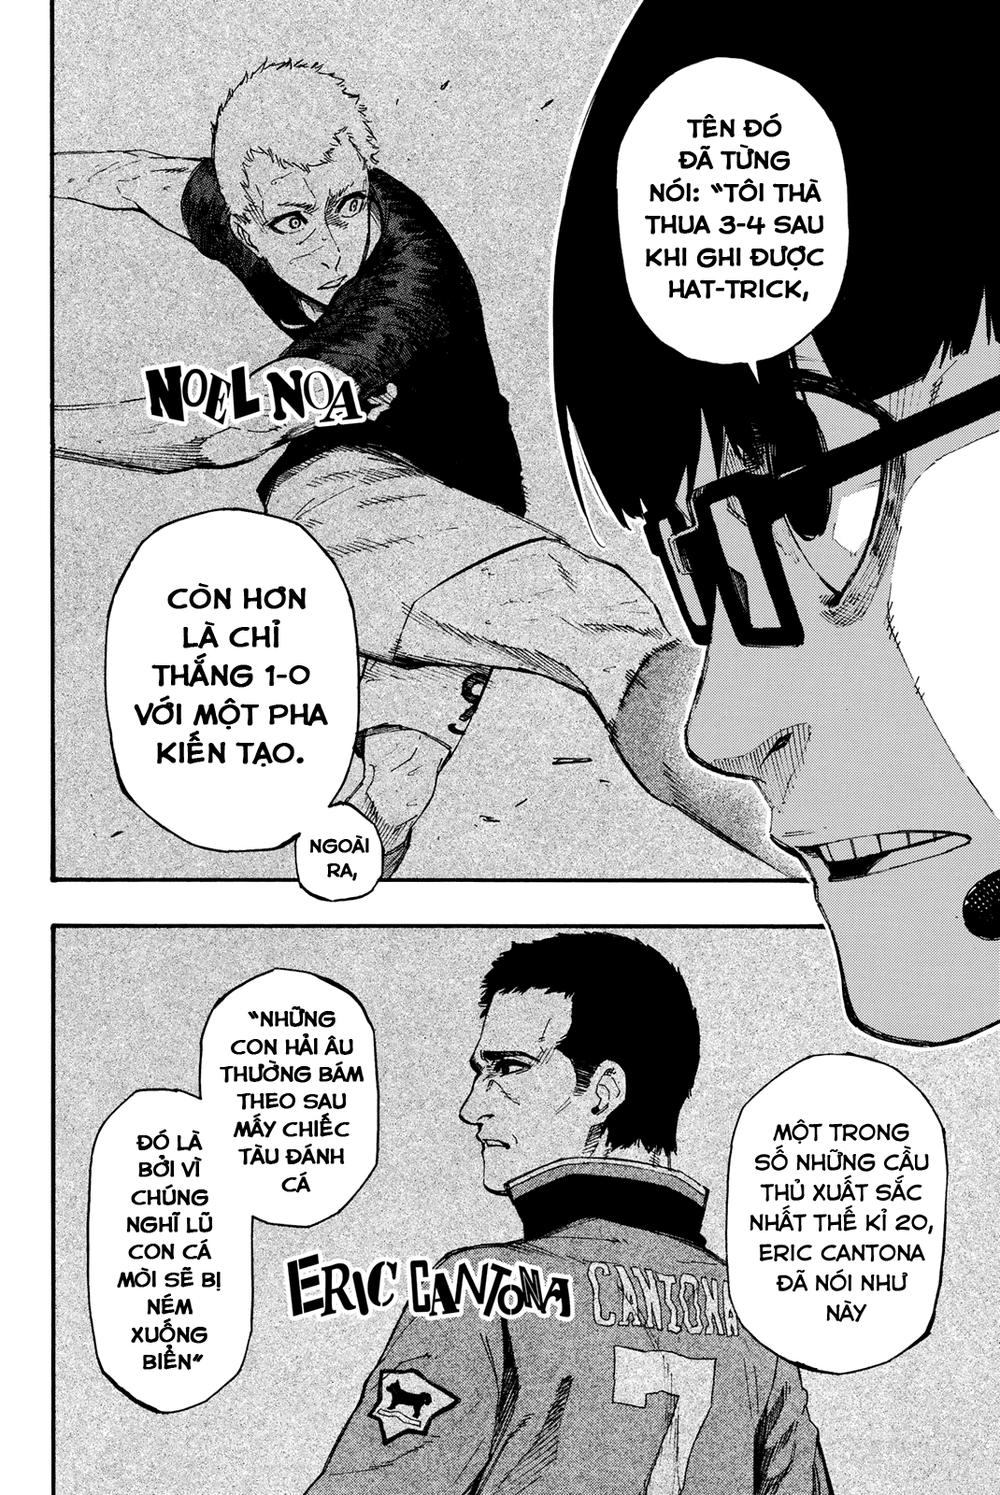 TÊN ĐÓ
ĐÃ TỪNG
NÓI: "TÔI THÀ
THUA 3-4 SAU
KHI GHI ĐƯỢC
HAT-TRICK,
NOEL NOA
CÒN HƠN
LÀ CHỈ
THẮNG 1-0
VỚI MỘT PHA
KIẾN TẠO.
NGOÀI
RA,
MỘT TRONG
SỐ NHỮNG CẦU
THỦ XUẤT SẮC
NHẤT THẾ KỈ 20,
ERIC CANTONA
ĐÃ NÓI NHƯ
NÀY
"NHỮNG
CON HẢI ÂU
THƯỜNG BÁM
THEO SAU
MẤY CHIẾC
TÀU ĐÁNH
CÁ
ERIC CANTONA
CANTONA
7
ĐÓ LÀ
BỞI VÌ
CHÚNG
NGHĨ LŨ
CON CÁ
MÒI SẼ BỊ
NÉM
XUỐNG
BIỂN"